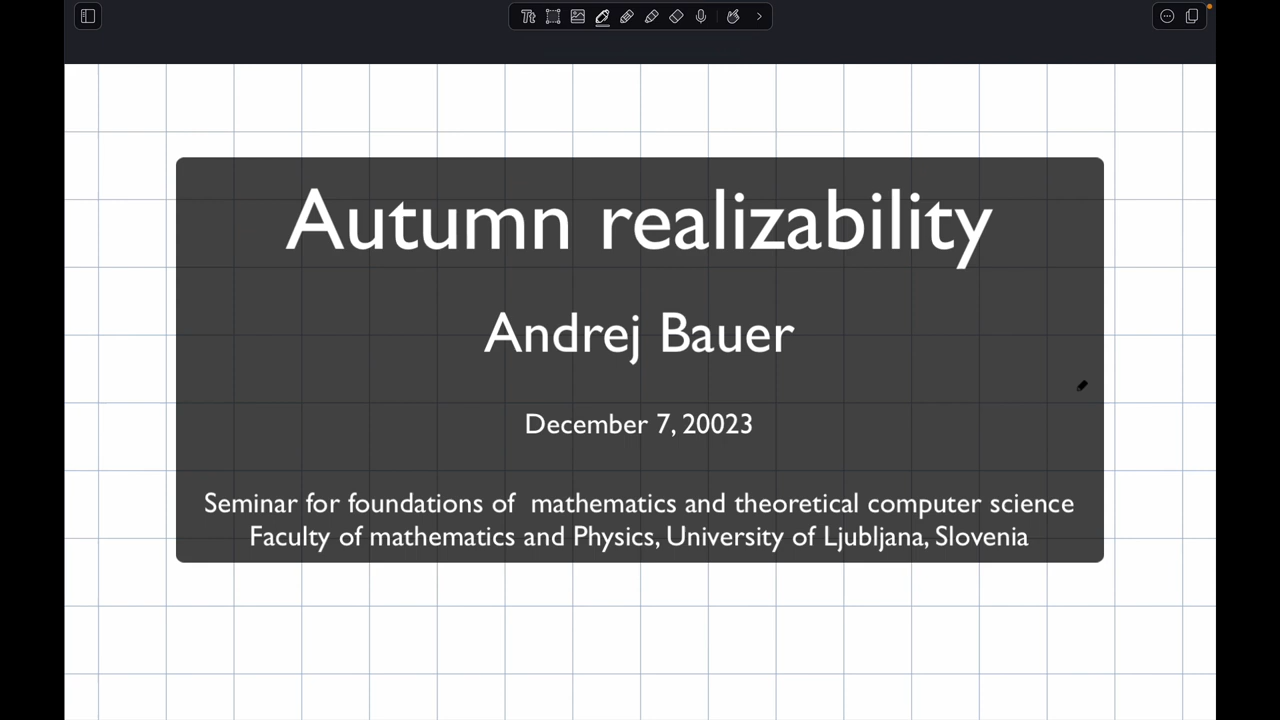 Autumn realizability
Andrej Bauer
December 7, 20023
Seminar for foundations of mathematics and theoretical computer science
Faculty of mathematics and Physics, University of Ljubljana, Slovenia